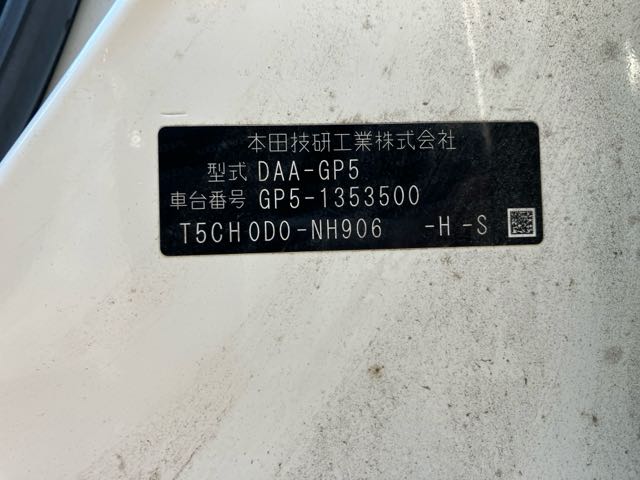 本田技研工業株式会社
型式 DAA-GP5
車台番号 GP5-1353500
T5CH0D0-NH906 -H-S